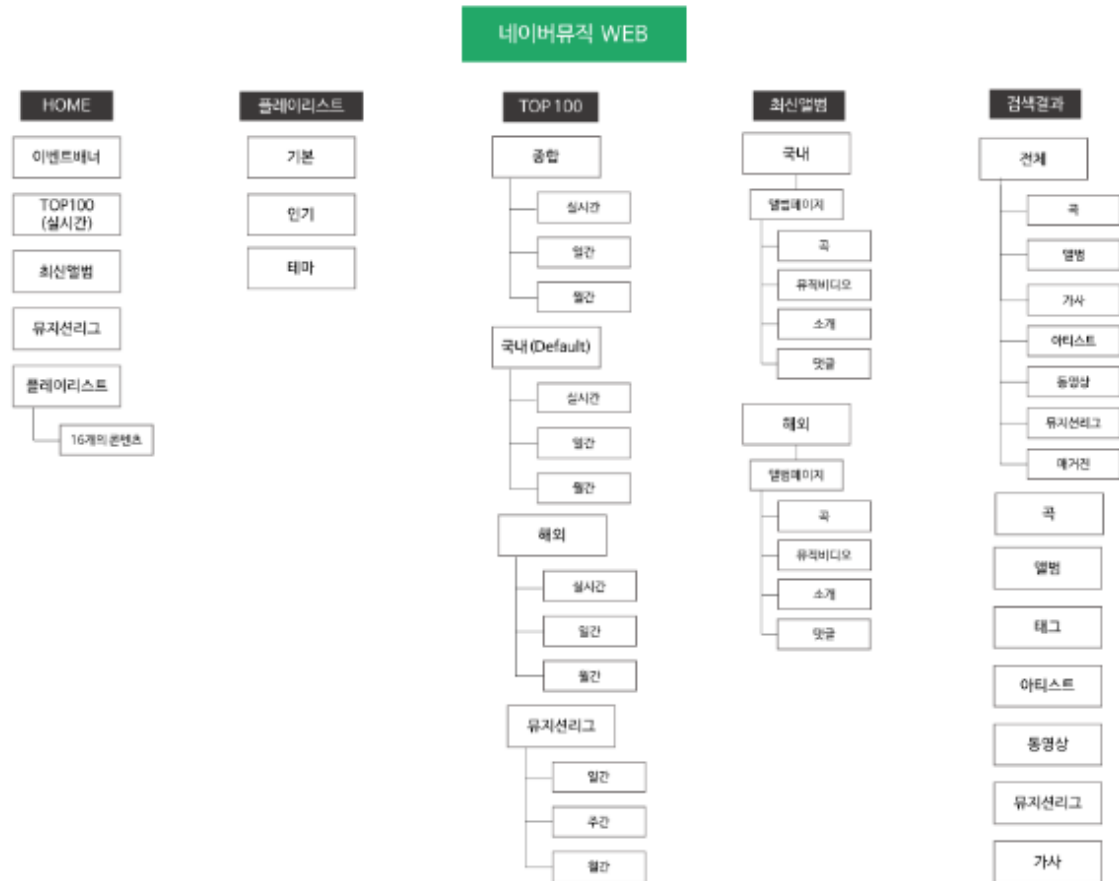 네이버뮤직 WEB
HOME
이벤트배너
TOP100
(실시간)
최신앨범
뮤지션리그
플레이리스트
16개의 콘텐츠
플레이리스트
기본
인기
테마
TOP 100
종합
실시간
일간
월간
국내 (Default)
실시간
일간
월간
해외
실시간
일간
월간
뮤지션리그
일간
주간
월간
최신앨범
국내
앨범페이지
곡
뮤직비디오
소개
댓글
해외
앨범페이지
곡
뮤직비디오
소개
댓글
검색결과
전체
곡
앨범
가사
아티스트
동영상
뮤지션리그
매거진
곡
앨범
태그
아티스트
동영상
뮤지션리그
가사